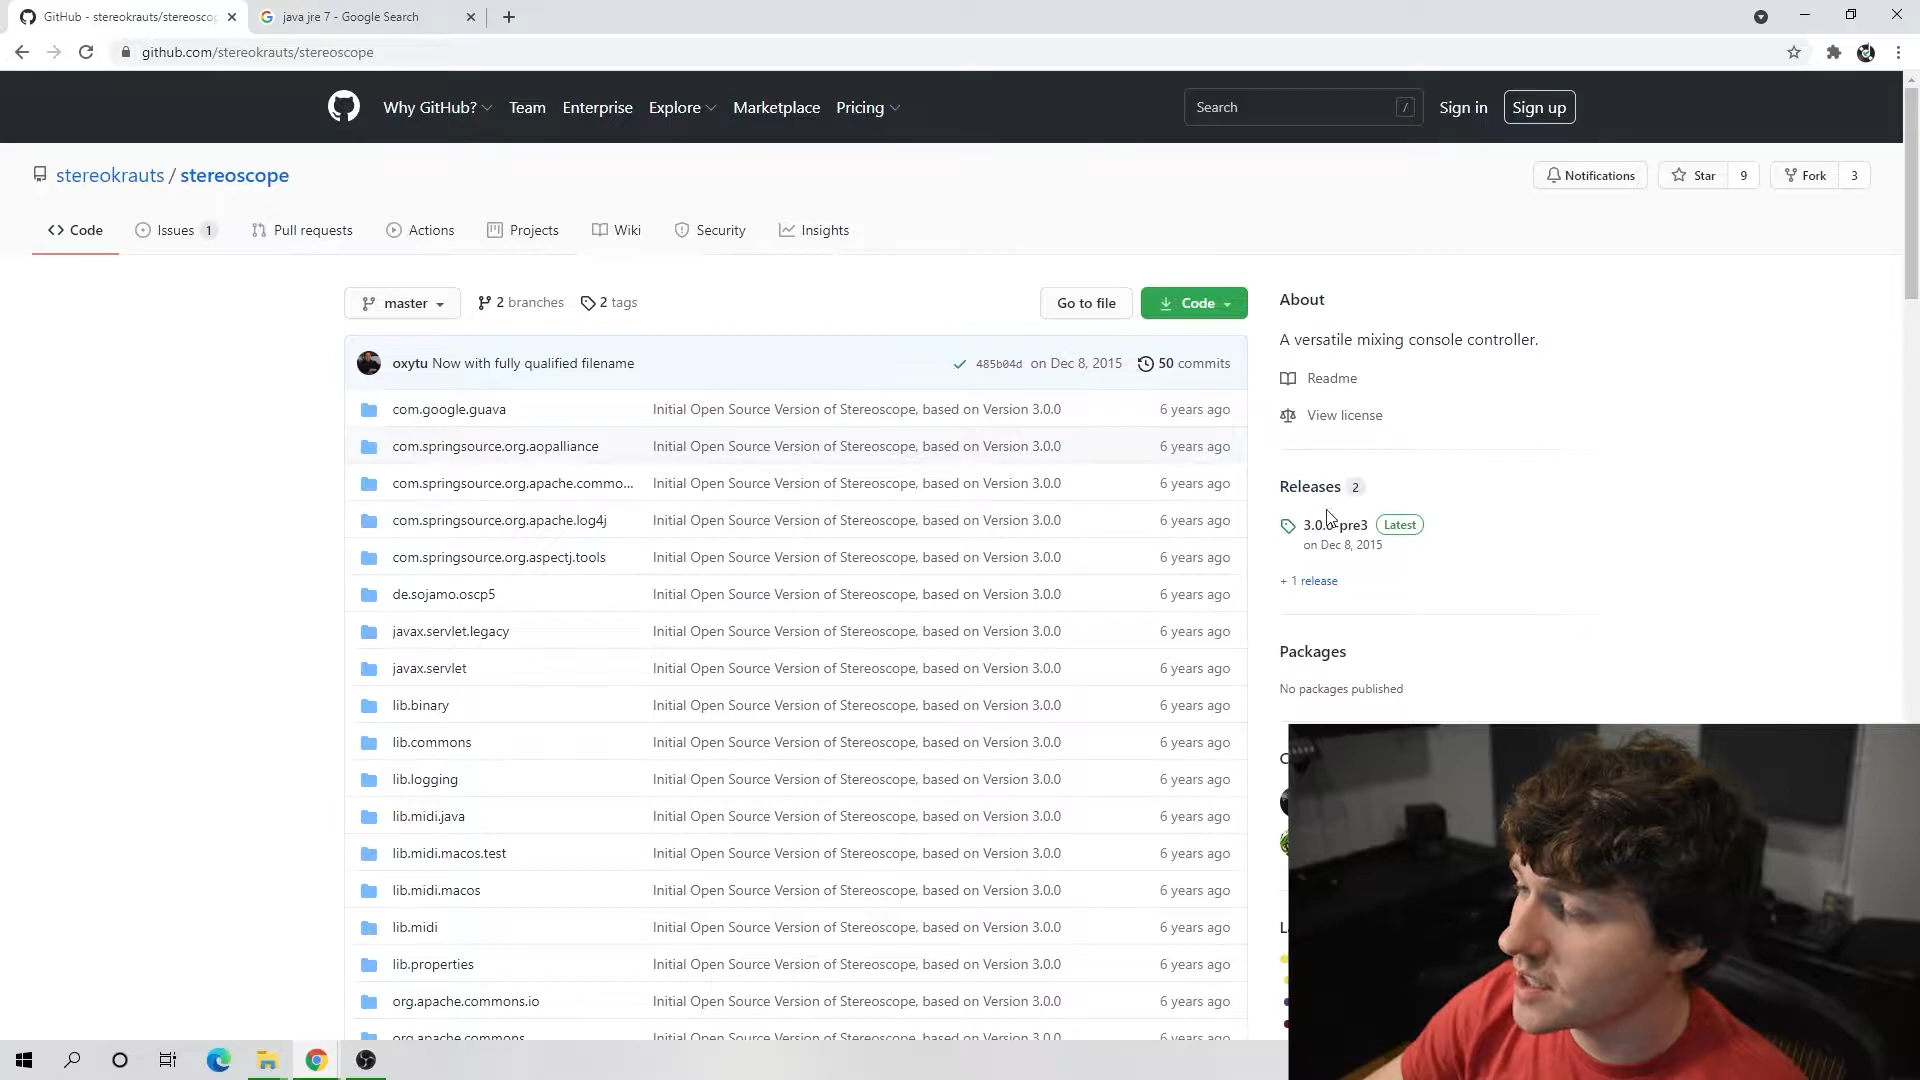 GitHub - stereokrauts/stereosco
java jre 7 - Google Search
github.com/stereokrauts/stereoscope
Why GitHub?
Team
Enterprise
Explore
Marketplace
Pricing
Search
/
Sign in
Sign up
stereokrauts / stereoscope
Notifications
Star 9
Fork 3
Code
Issues 1
Pull requests
Actions
Projects
Wiki
Security
Insights
master
2 branches
2 tags
Go to file
Code
oxytu Now with fully qualified filename
485b04d on Dec 8, 2015
50 commits
com.google.guava Initial Open Source Version of Stereoscope, based on Version 3.0.0 6 years ago
com.springsource.org.aopalliance Initial Open Source Version of Stereoscope, based on Version 3.0.0 6 years ago
com.springsource.org.apache.commo... Initial Open Source Version of Stereoscope, based on Version 3.0.0 6 years ago
com.springsource.org.apache.log4j Initial Open Source Version of Stereoscope, based on Version 3.0.0 6 years ago
com.springsource.org.aspectj.tools Initial Open Source Version of Stereoscope, based on Version 3.0.0 6 years ago
de.sojamo.oscp5 Initial Open Source Version of Stereoscope, based on Version 3.0.0 6 years ago
javax.servlet.legacy Initial Open Source Version of Stereoscope, based on Version 3.0.0 6 years ago
javax.servlet Initial Open Source Version of Stereoscope, based on Version 3.0.0 6 years ago
lib.binary Initial Open Source Version of Stereoscope, based on Version 3.0.0 6 years ago
lib.commons Initial Open Source Version of Stereoscope, based on Version 3.0.0 6 years ago
lib.logging Initial Open Source Version of Stereoscope, based on Version 3.0.0 6 years ago
lib.midi.java Initial Open Source Version of Stereoscope, based on Version 3.0.0 6 years ago
lib.midi.macos.test Initial Open Source Version of Stereoscope, based on Version 3.0.0 6 years ago
lib.midi.macos Initial Open Source Version of Stereoscope, based on Version 3.0.0 6 years ago
lib.midi Initial Open Source Version of Stereoscope, based on Version 3.0.0 6 years ago
lib.properties Initial Open Source Version of Stereoscope, based on Version 3.0.0 6 years ago
org.apache.commons.io Initial Open Source Version of Stereoscope, based on Version 3.0.0 6 years ago
org.apache.commons Initial Open Source Version of Stereoscope, based on Version 3.0.0 6 years ago
About
A versatile mixing console controller.
Readme
View license
Releases 2
Latest
on Dec 8, 2015
+ 1 release
Packages
No packages published